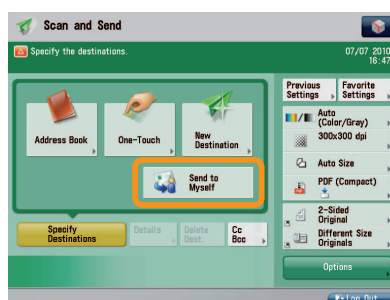 Scan and Send
Specify the destinations.
07/07 2010
16:47
Previous
Settings
Favorite
Settings
Address Book
One-Touch
New
Destination
Send to
Myself
Specify
Destinations
Details
Delete
Dest.
Cc
Bcc
Auto
(Color/Gray)
300x300 dpi
Auto Size
PDF (Compact)
2-Sided
Original
Different Size
Originals
Options
Log Out